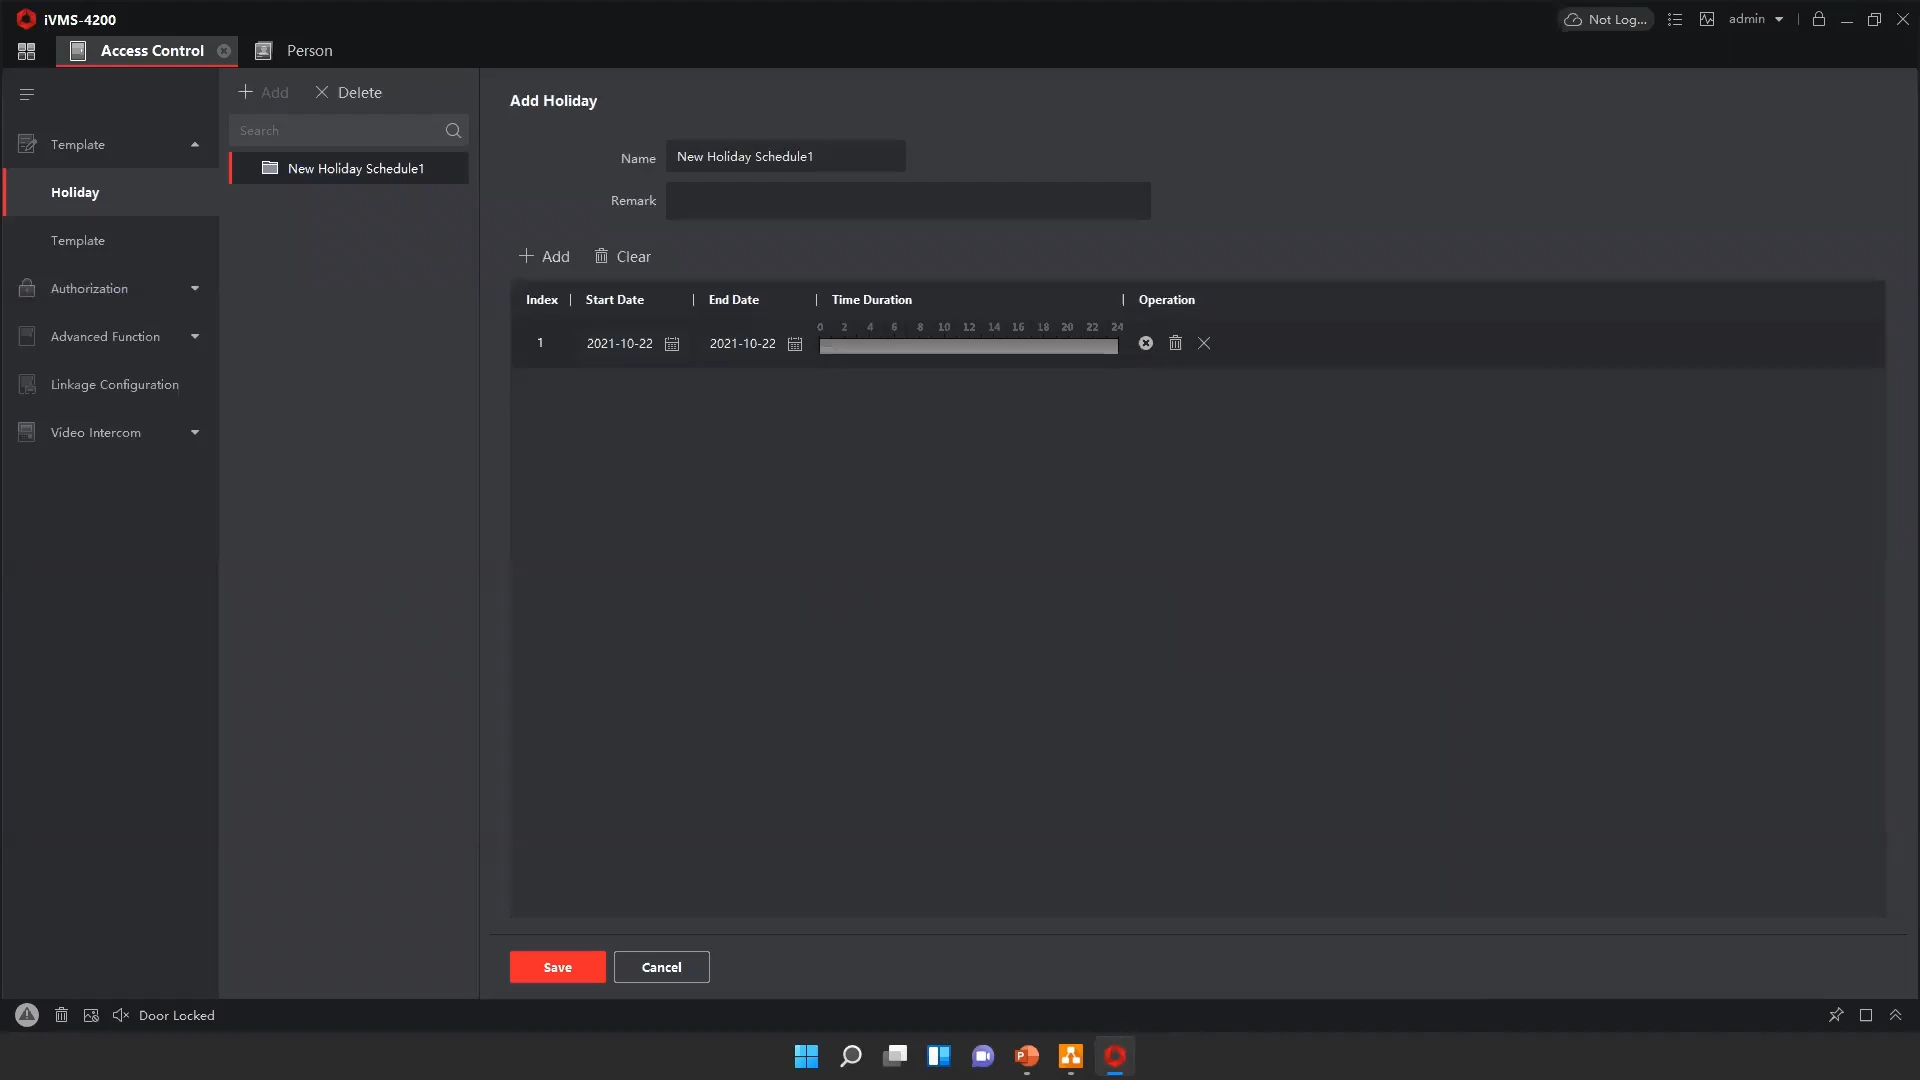 iVMS-4200
Not Log...
admin
Access Control
Person
Add
Delete
Add Holiday
Search
Template
Name
New Holiday Schedule1
New Holiday Schedule1
Holiday
Remark
Template
Add
Clear
Authorization
Index
Start Date
End Date
Time Duration
Operation
0 2 4 6 8 10 12 14 16 18 20 22 24
Advanced Function
1
2021-10-22
2021-10-22
Linkage Configuration
Video Intercom
Save
Cancel
Door Locked